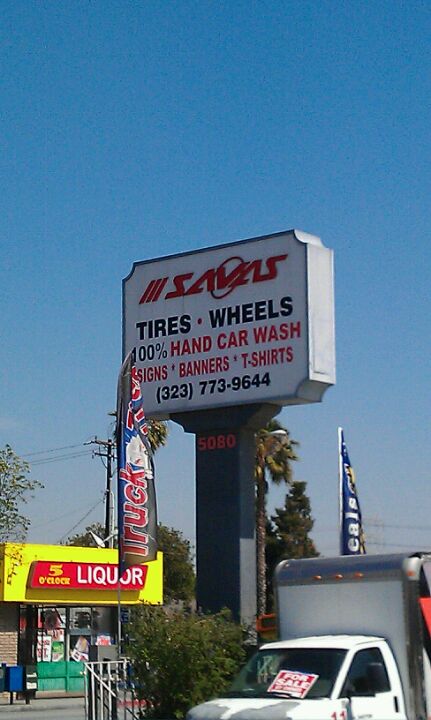 SAVAS
TIRES • WHEELS
100% HAND CAR WASH
SIGNS * BANNERS * T-SHIRTS
(323) 773-9644
5080
Truck
5
O'CLOCK
LIQUOR
FOR
SALE